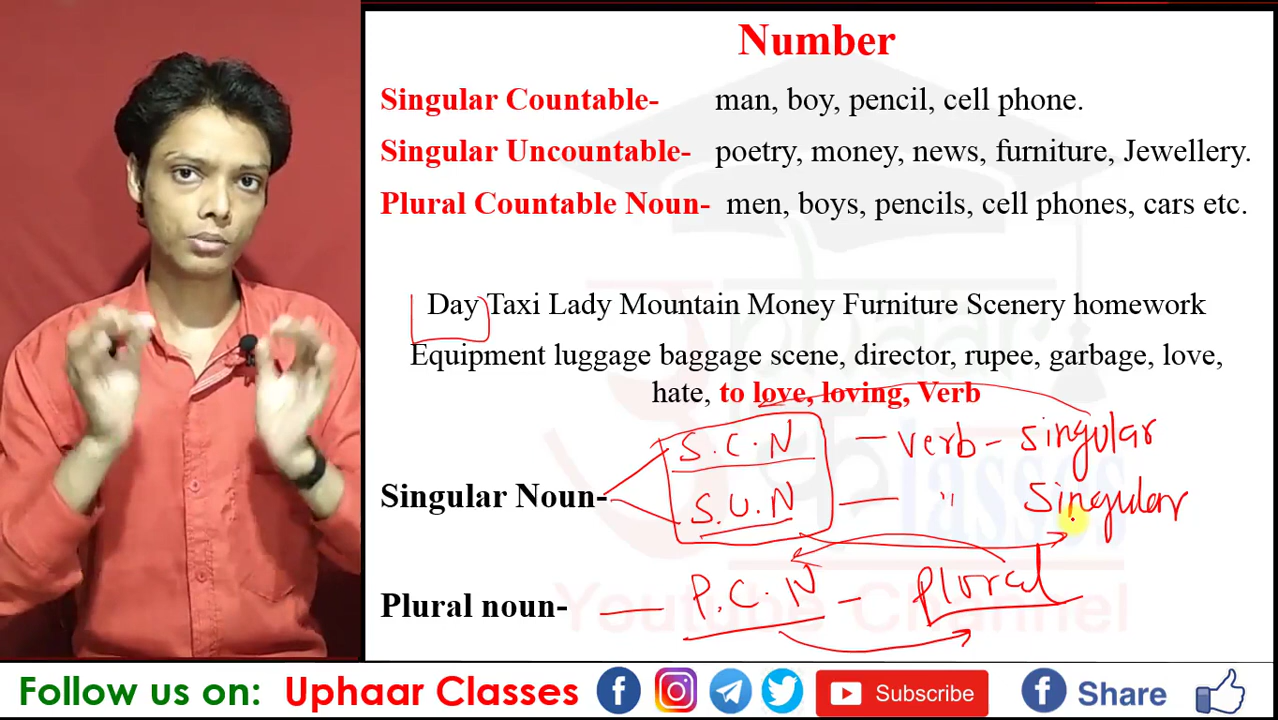 Number
Singular Countable- man, boy, pencil, cell phone.
Singular Uncountable- poetry, money, news, furniture, Jewellery.
Plural Countable Noun- men, boys, pencils, cell phones, cars etc.
Day Taxi Lady Mountain Money Furniture Scenery homework
Equipment luggage baggage scene, director, rupee, garbage, love,
hate, to love, loving, Verb
S.C.N — verb - singular
Singular Noun- S.U.N — " Singular
Plural noun- — P.C.N — Plural
Youtube Channel
Follow us on: Uphaar Classes Subscribe Share